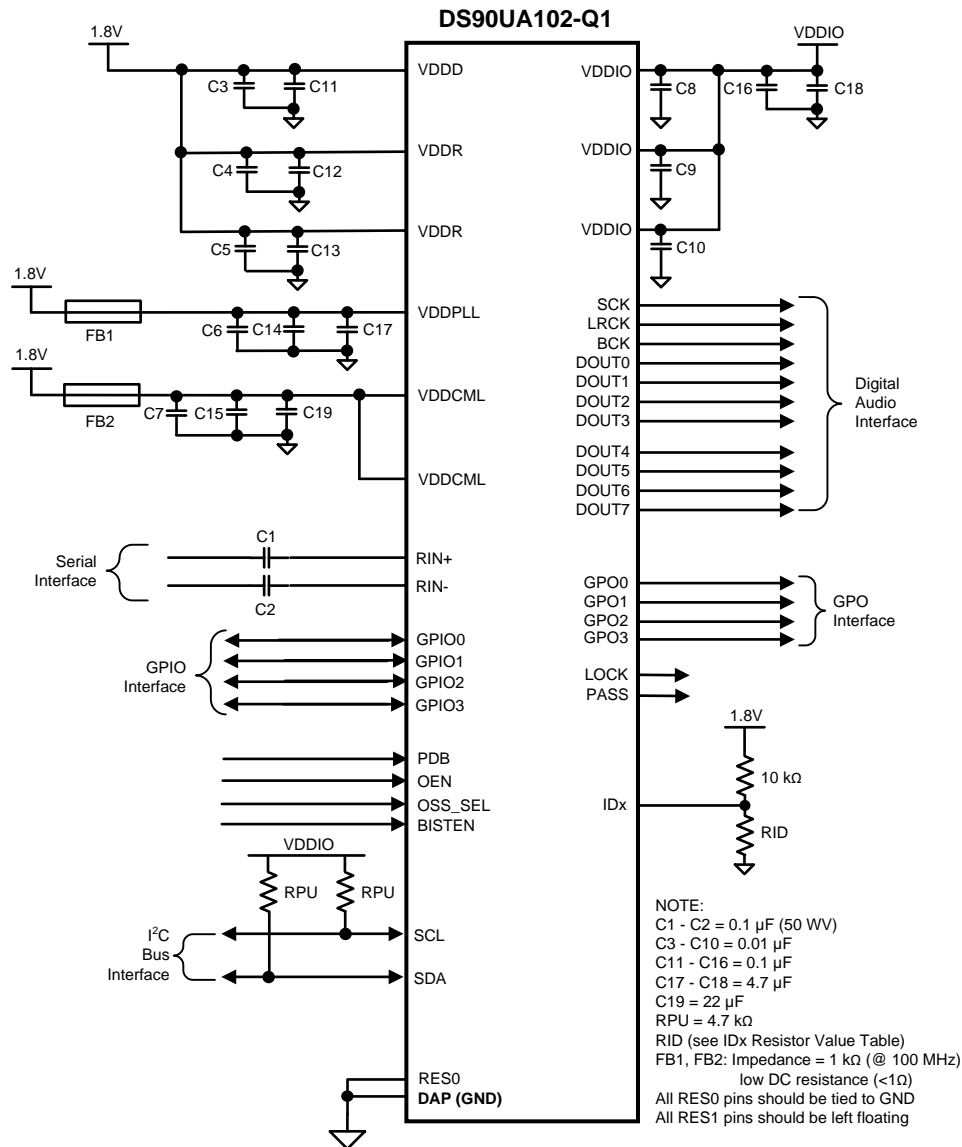 DS90UA102-Q1
1.8V
VDDD
C3
C11
VDDR
C4
C12
VDDR
C5
C13
1.8V
FB1
VDDPLL
C6
C14
C17
1.8V
FB2
VDDCML
C7
C15
C19
VDDCML
Serial
Interface
C1
C2
RIN+
RIN-
GPIO
Interface
GPIO0
GPIO1
GPIO2
GPIO3
PDB
OEN
OSS_SEL
BISTEN
VDDIO
RPU
RPU
I²C
Bus
Interface
SCL
SDA
RES0
DAP (GND)
VDDIO
VDDIO
C8
C16
C18
VDDIO
C9
VDDIO
C10
SCK
LRCK
BCK
DOUT0
DOUT1
DOUT2
DOUT3
DOUT4
DOUT5
DOUT6
DOUT7
Digital
Audio
Interface
GPO0
GPO1
GPO2
GPO3
GPO
Interface
LOCK
PASS
1.8V
10 kΩ
IDx
RID
NOTE:
C1 - C2 = 0.1 µF (50 WV)
C3 - C10 = 0.01 µF
C11 - C16 = 0.1 µF
C17 - C18 = 4.7 µF
C19 = 22 µF
RPU = 4.7 kΩ
RID (see IDx Resistor Value Table)
FB1, FB2: Impedance = 1 kΩ (@ 100 MHz)
low DC resistance (<1Ω)
All RES0 pins should be tied to GND
All RES1 pins should be left floating